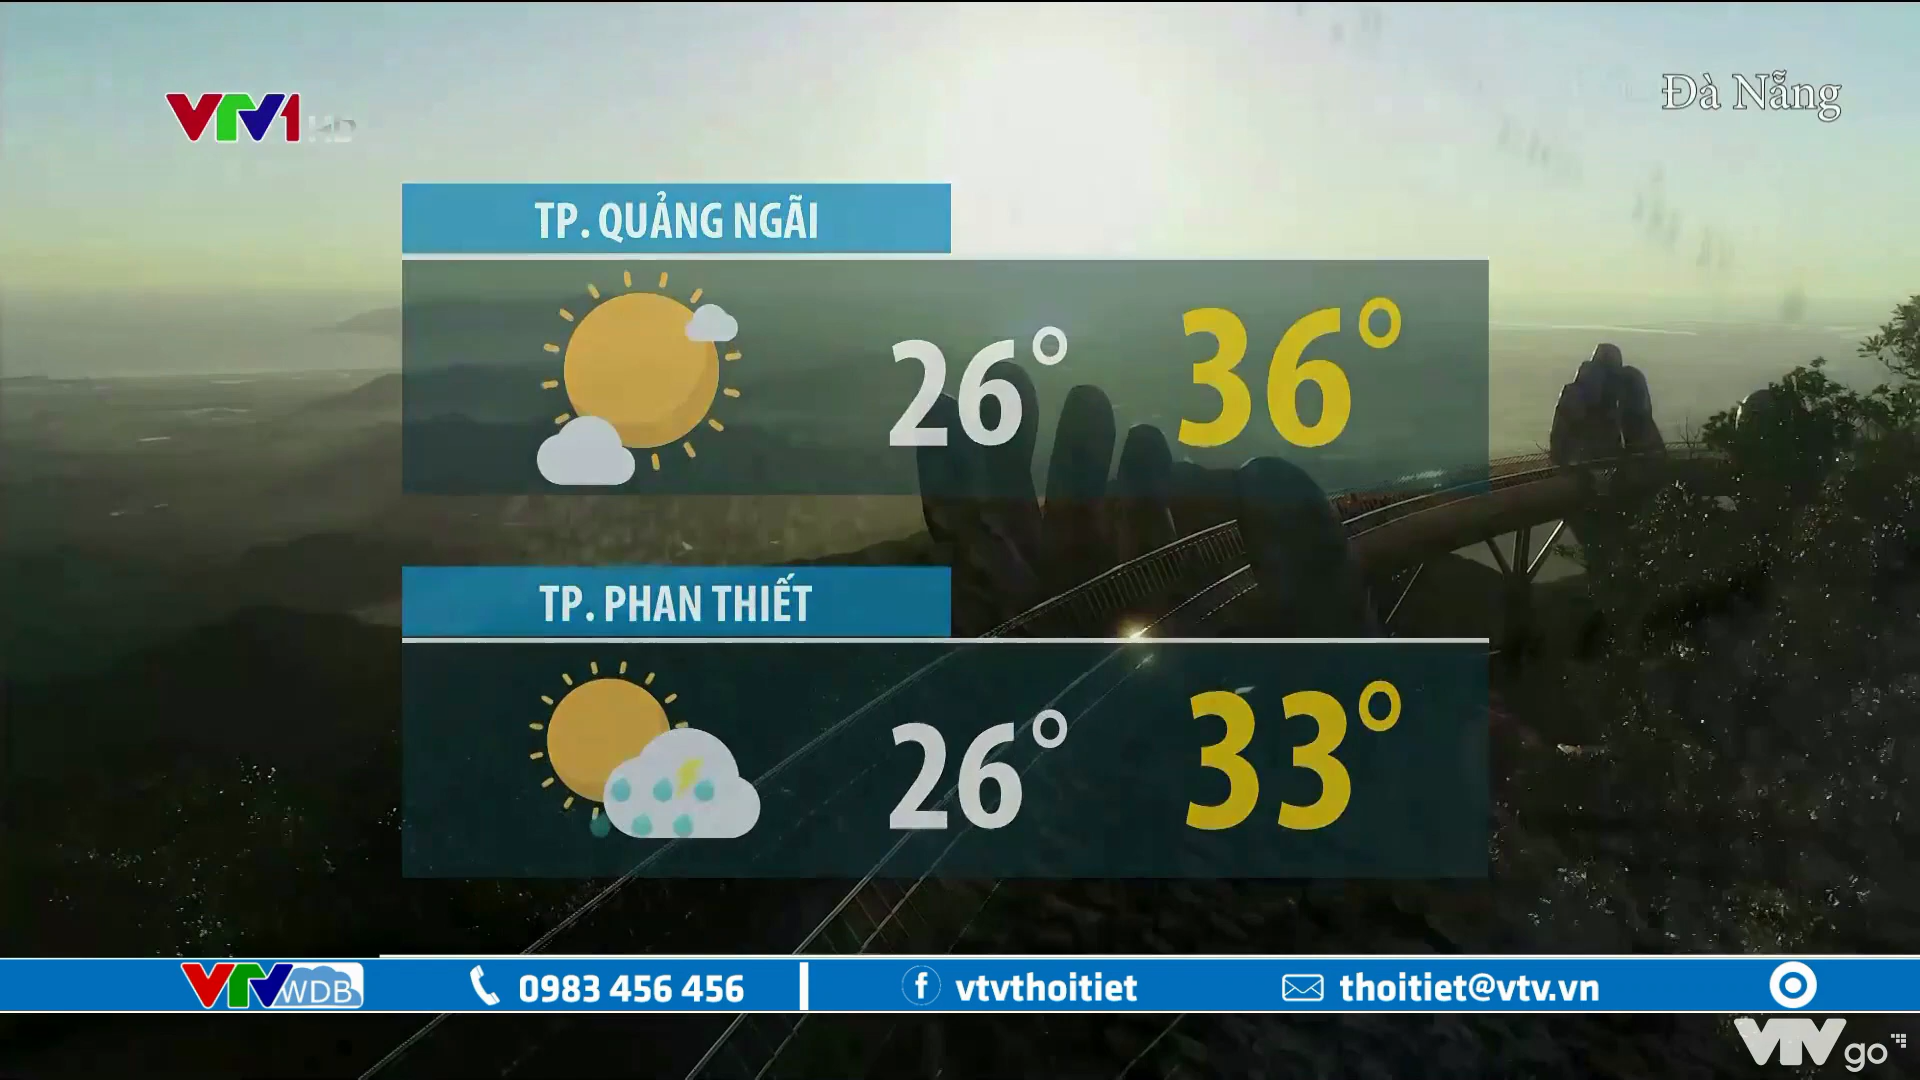 VTV1 HD
Đà Nẵng
TP. QUẢNG NGÃI
26° 36°
TP. PHAN THIẾT
26° 33°
VTV WDB 0983 456 456 vtvthoitiet thoitiet@vtv.vn
VTV go